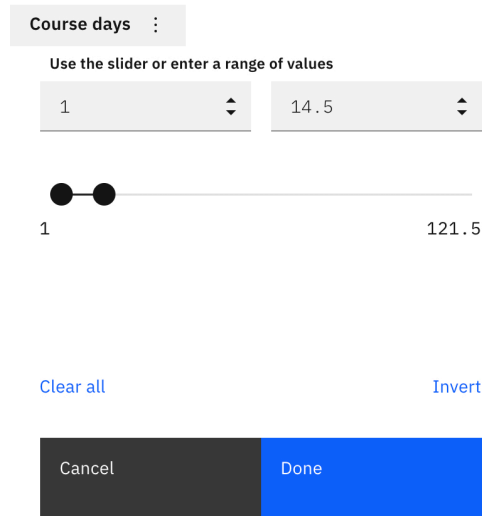 Course days
Use the slider or enter a range of values
1 14.5
1 121.5
Clear all Invert
Cancel Done